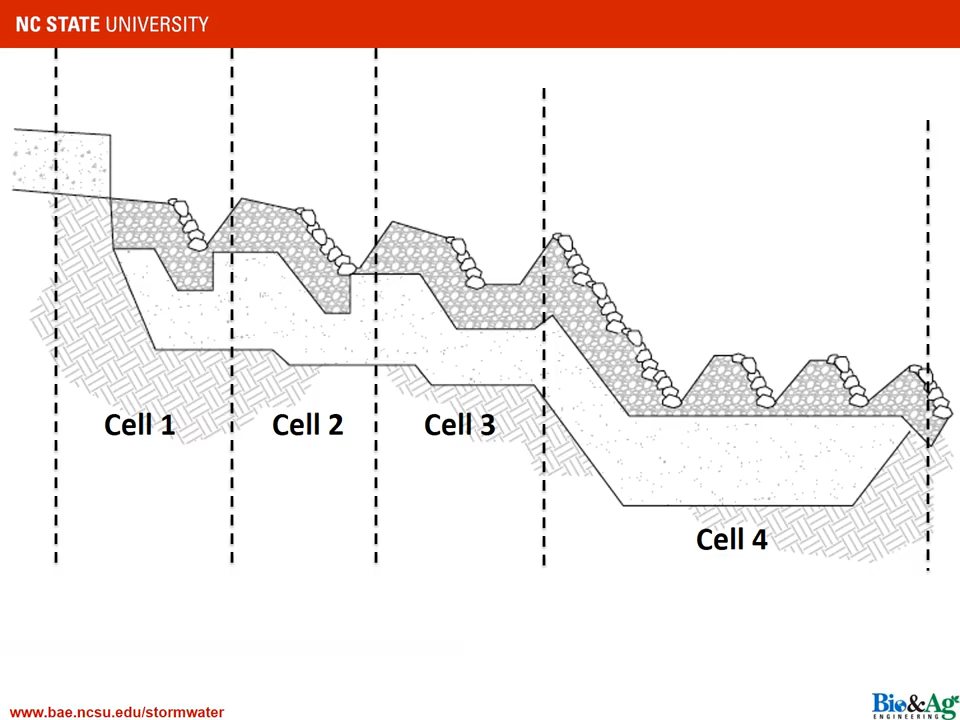 NC STATE UNIVERSITY
Cell 1
Cell 2
Cell 3
Cell 4
www.bae.ncsu.edu/stormwater
Bio&Ag
ENGINEERING